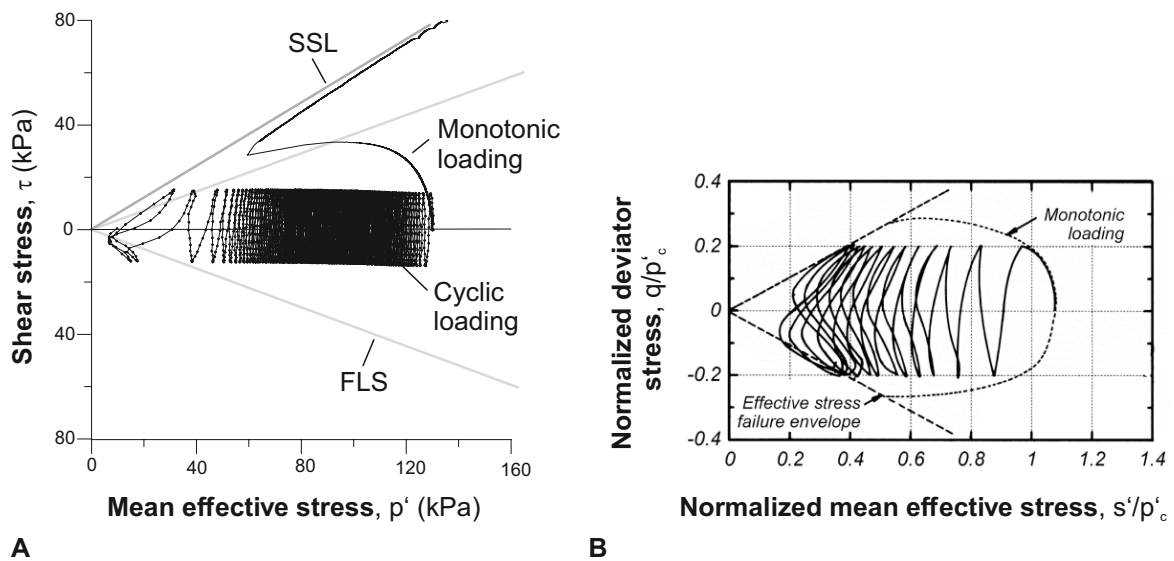 80
40
0
40
80
Shear stress, τ (kPa)
SSL
Monotonic
loading
Cyclic
loading
FLS
0
40
80
120
160
Mean effective stress, p‘ (kPa)
A
0.4
0.2
0
-0.2
-0.4
Normalized deviator
stress, q/p‘c
Monotonic
loading
Effective stress
failure envelope
0
0.2
0.4
0.6
0.8
1
1.2
1.4
Normalized mean effective stress, s‘/p‘c
B